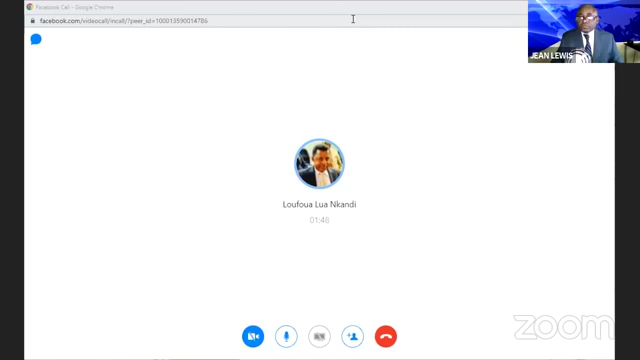 Facebook Call - Google Chrome
facebook.com/videocall/incall/?peer_id=100013590014786
JEAN LEWIS
Loufoua Lua Nkandi
01:48
zoom